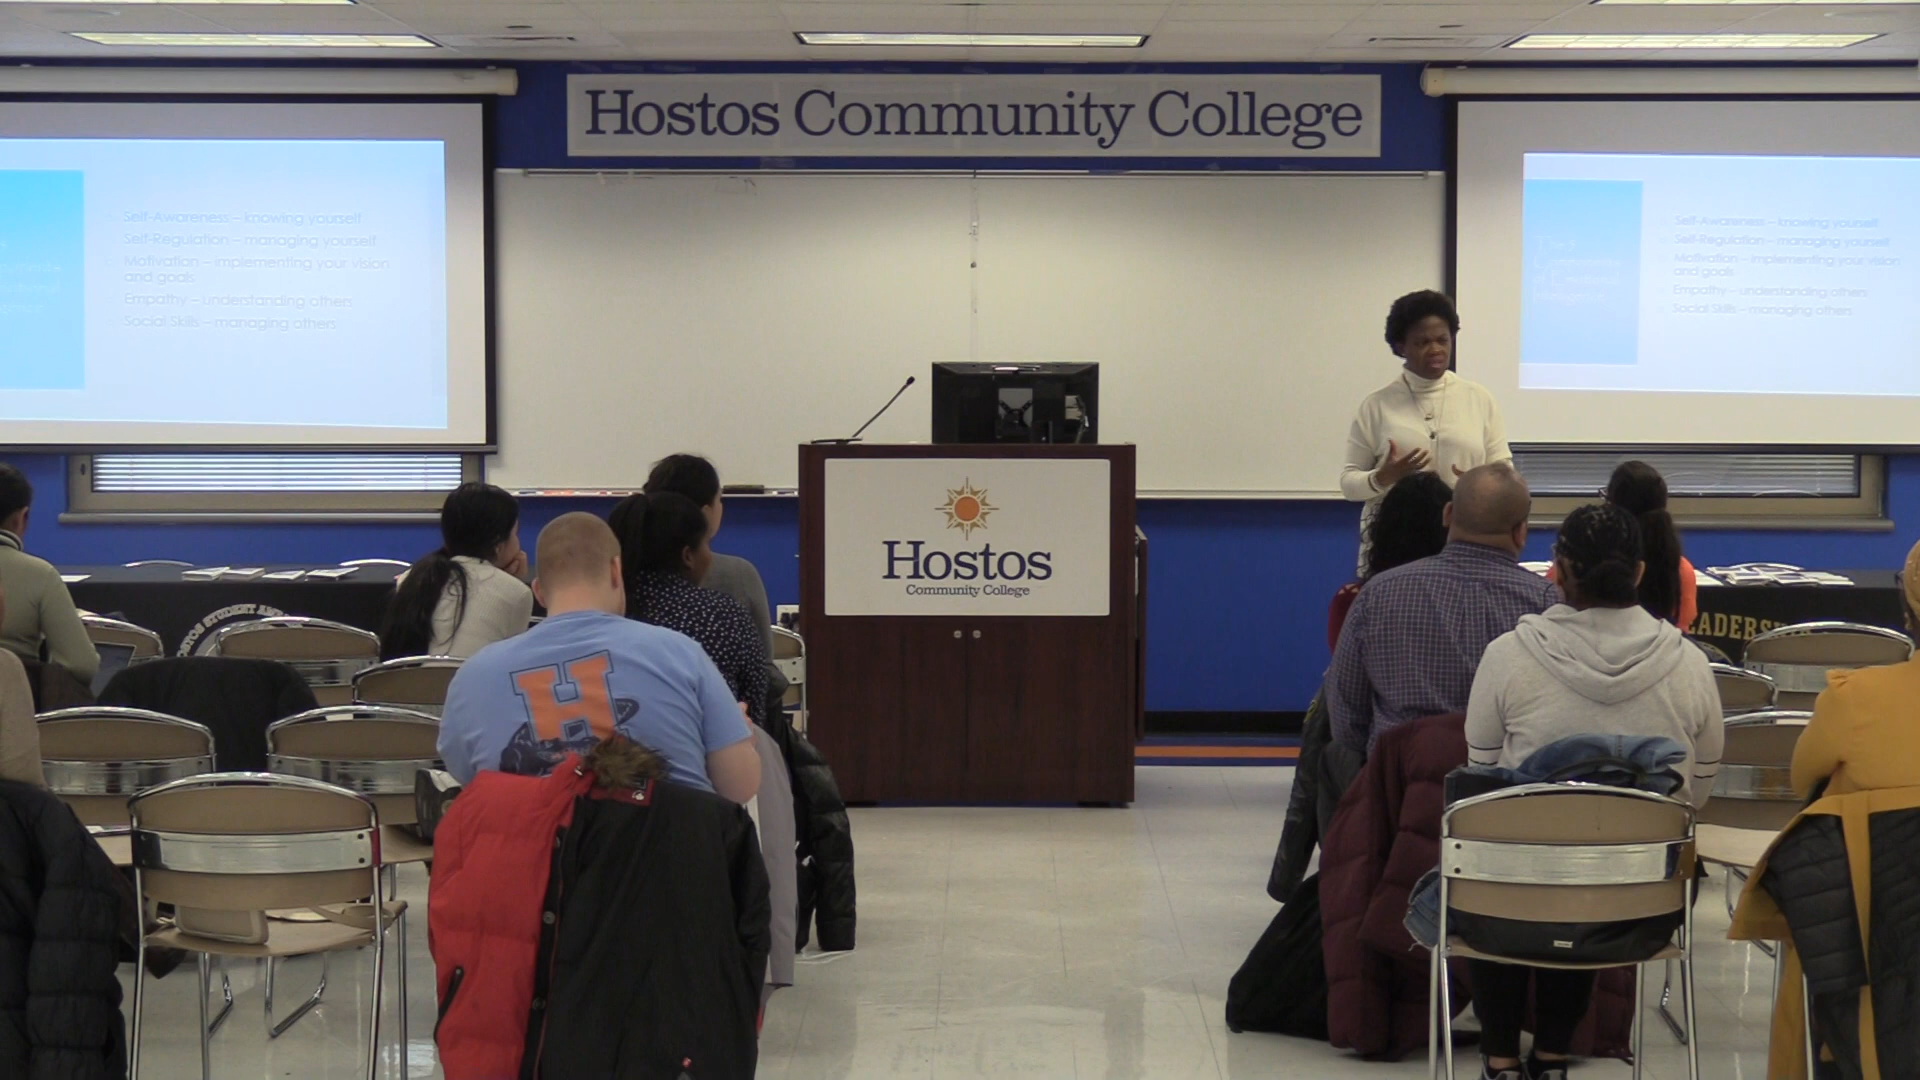 Hostos Community College
Self-Awareness – knowing yourself
Self-Regulation – managing yourself
Motivation – implementing your vision
and goals
Empathy – understanding others
Social Skills – managing others
Self-Awareness – knowing yourself
Self-Regulation – managing yourself
Motivation – implementing your vision
and goals
Empathy – understanding others
Social Skills – managing others
Hostos
Community College
HOSTOS STUDENT
H